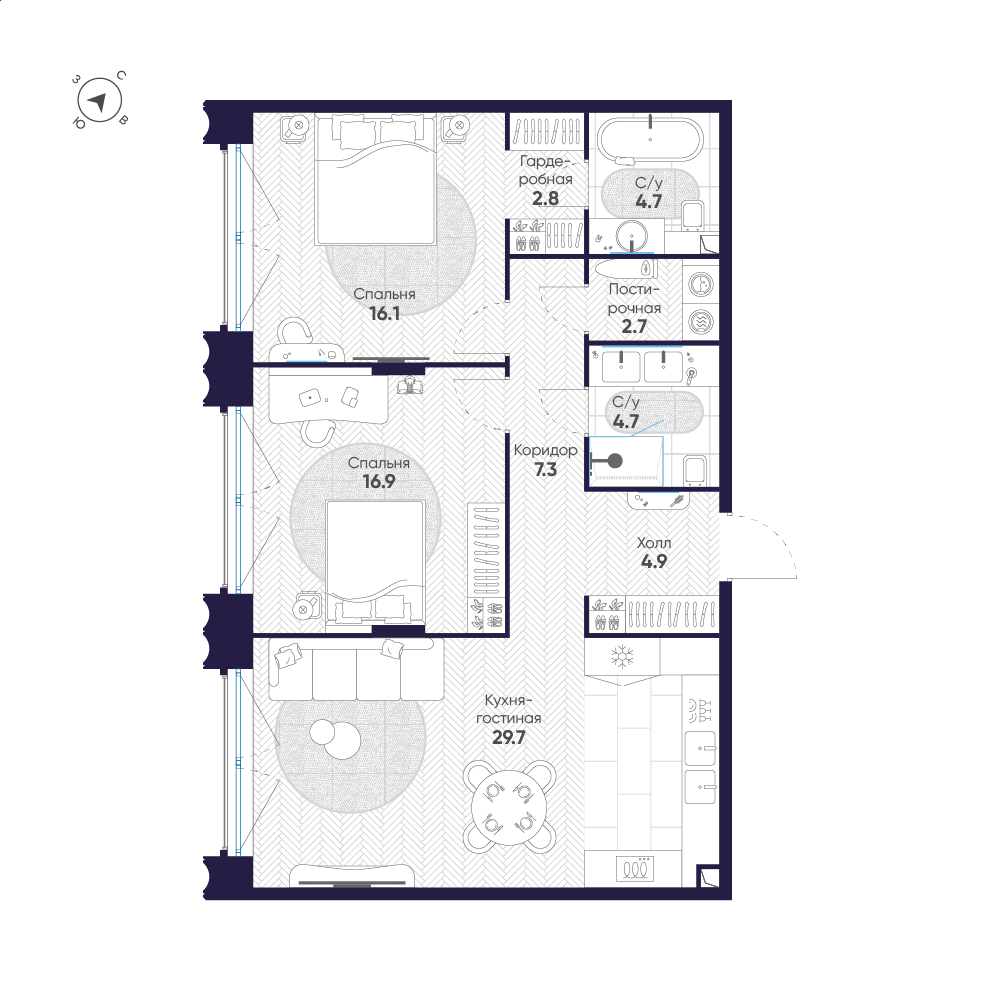 З
С
Ю
В
Гарде-
робная
2.8
С/у
4.7
Спальня
16.1
Пости-
рочная
2.7
С/у
4.7
Коридор
7.3
Спальня
16.9
Холл
4.9
Кухня-
гостиная
29.7